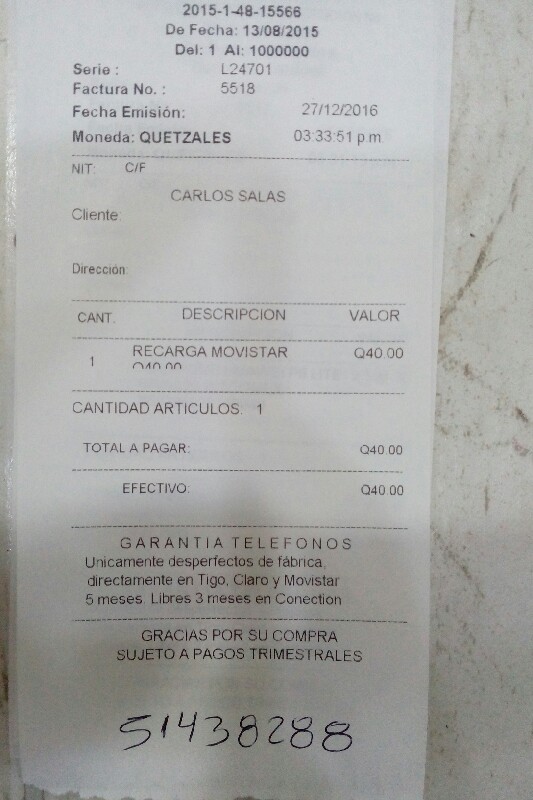 2015-1-48-15566
De Fecha: 13/08/2015
Del: 1 Al: 1000000
Serie : L24701
Factura No. : 5518
Fecha Emisión: 27/12/2016
Moneda: QUETZALES 03:33:51 p.m.
NIT: C/F
CARLOS SALAS
Cliente:
Dirección:
CANT. DESCRIPCION VALOR
1 RECARGA MOVISTAR Q40.00
Q40.00
CANTIDAD ARTICULOS: 1
TOTAL A PAGAR: Q40.00
EFECTIVO: Q40.00
GARANTIA TELEFONOS
Unicamente desperfectos de fábrica,
directamente en Tigo, Claro y Movistar
5 meses. Libres 3 meses en Conection
GRACIAS POR SU COMPRA
SUJETO A PAGOS TRIMESTRALES
51438288